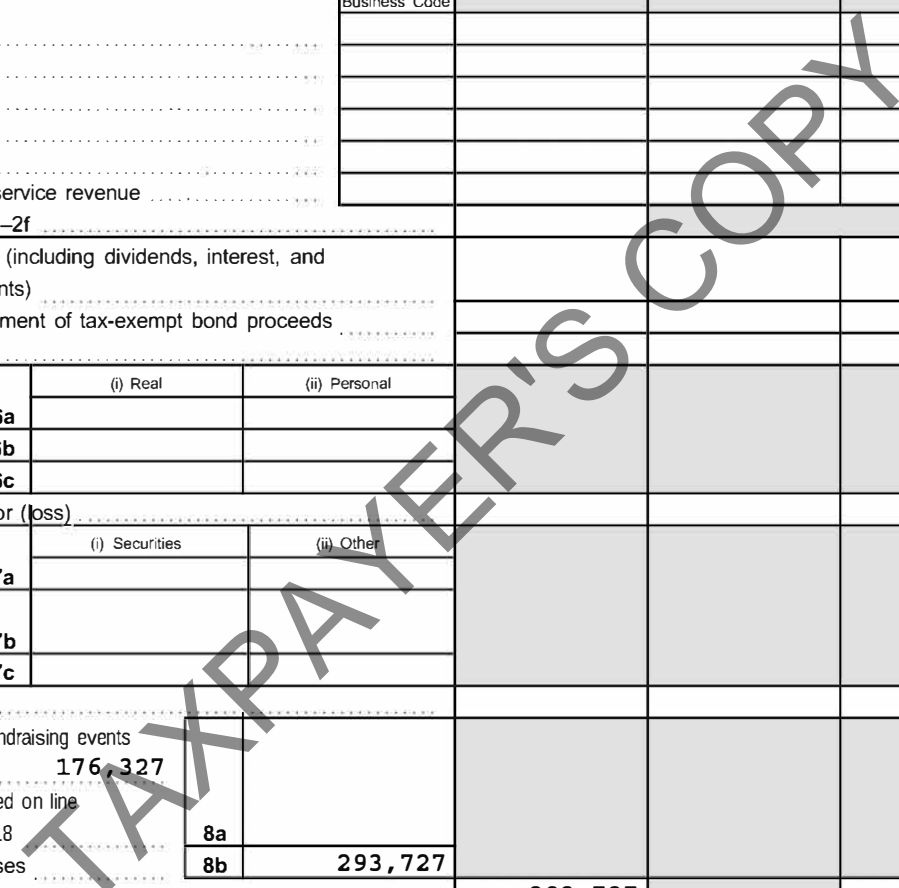 Business Code
service revenue
–2f
(including dividends, interest, and
nts)
ment of tax-exempt bond proceeds
(i) Real (ii) Personal
6a
6b
6c
or (loss)
(i) Securities (ii) Other
7a
7b
7c
ndraising events
176,327
ed on line
18
8a
ses 8b 293,727
TAXPAYER'S COPY